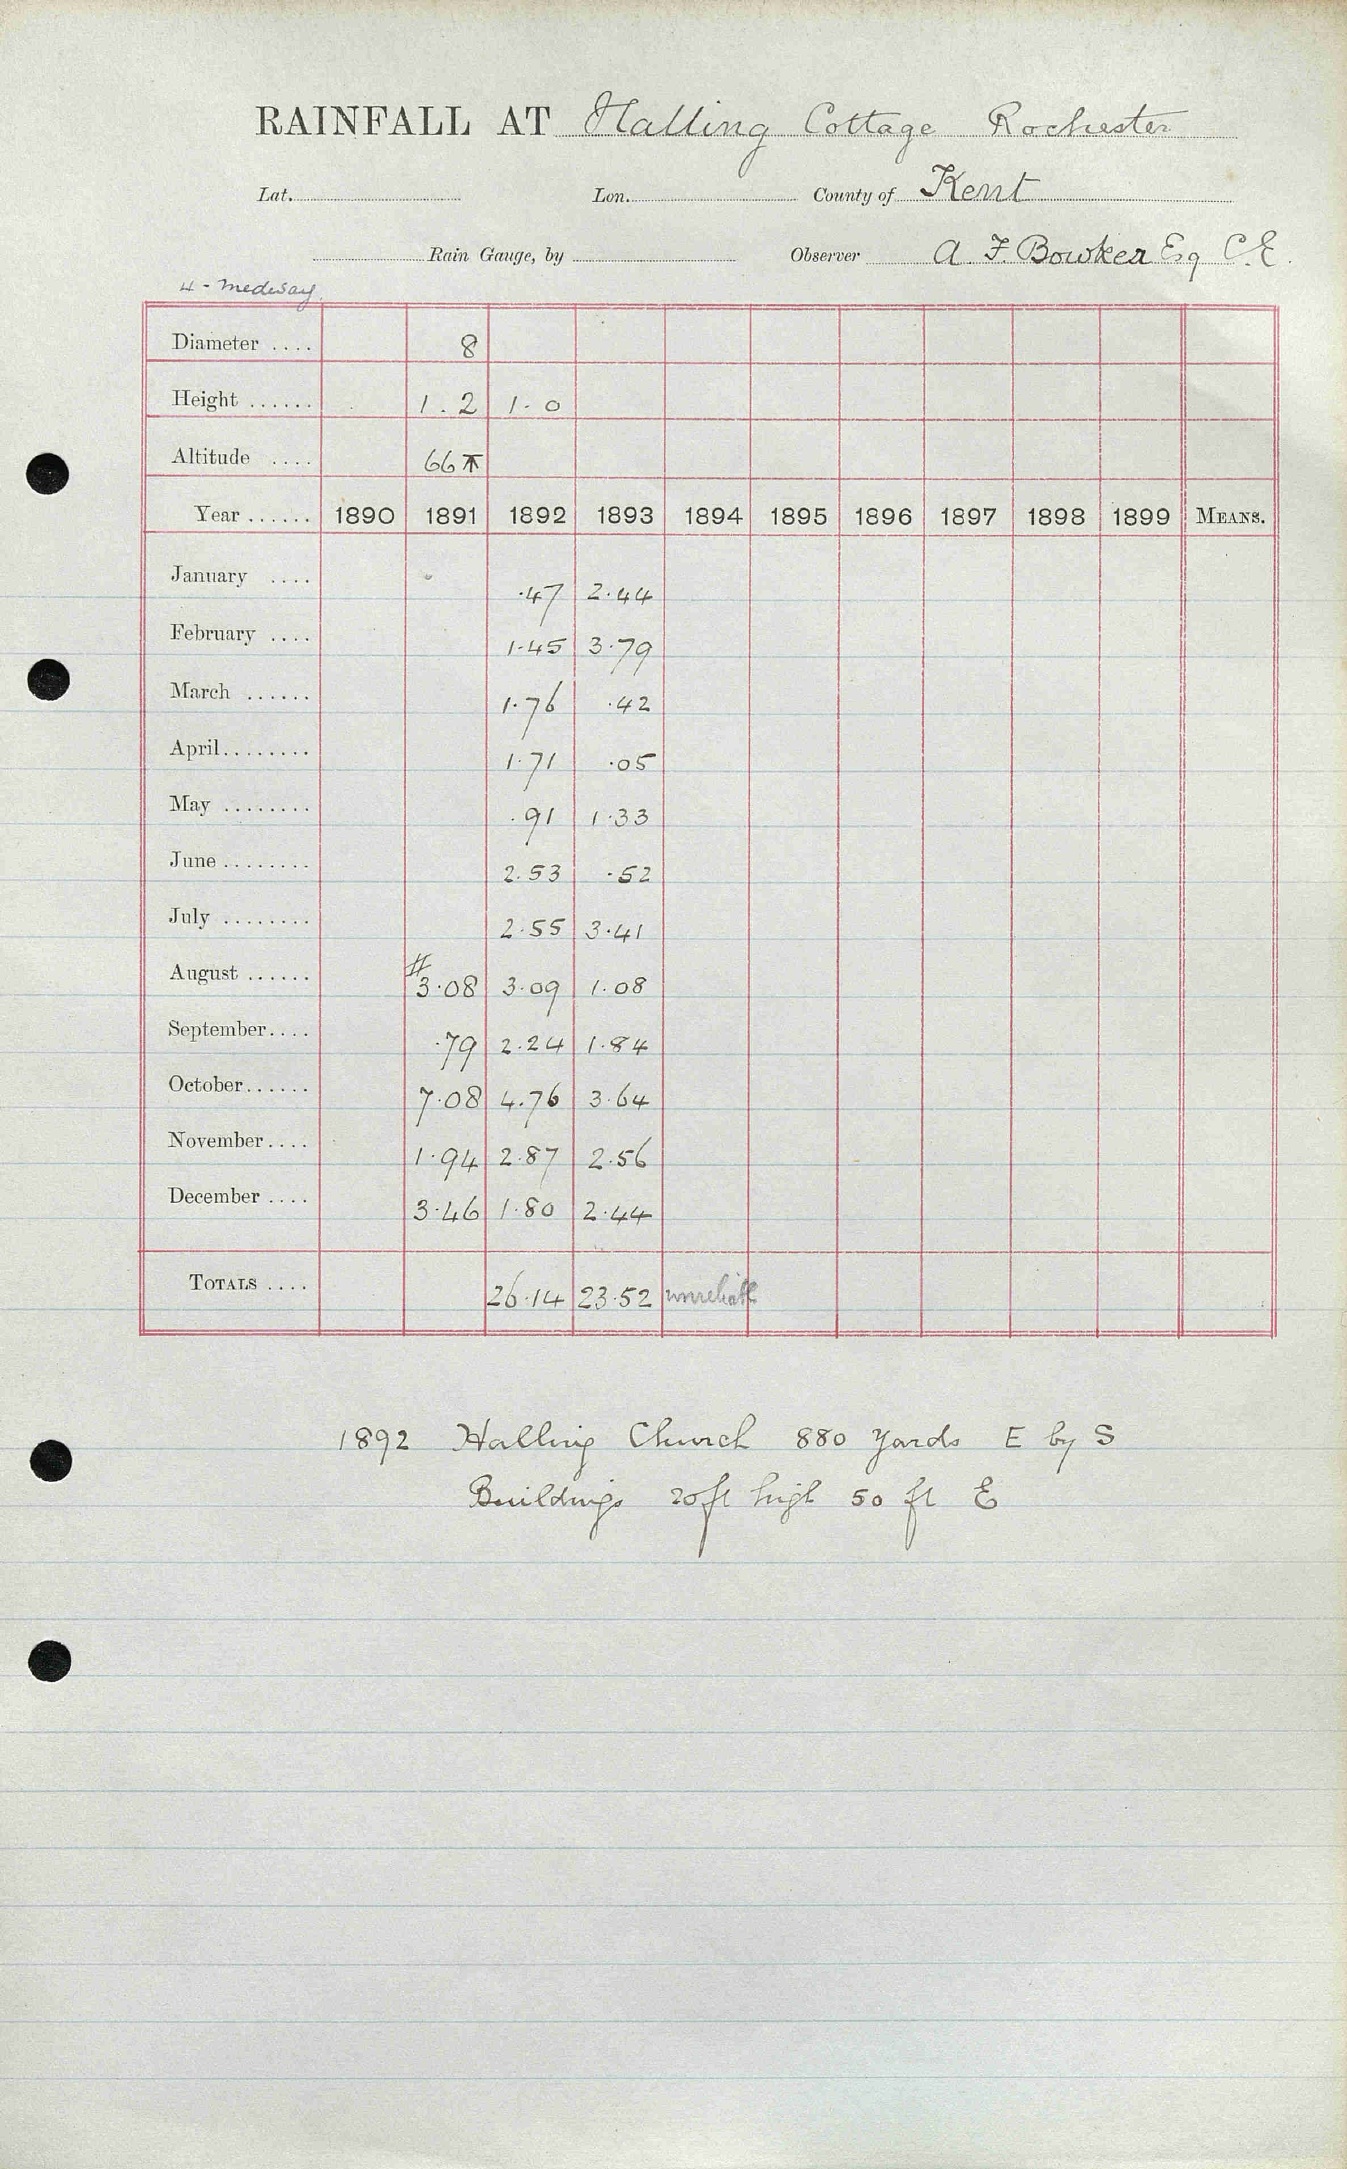 RAINFALL AT Halling Cottage Rochester
Lat. Lon. County of Kent
Rain Gauge, by Observer A. F. Bowker Esq C.E.
4 - Medway
Diameter .... 8
Height ...... 1.2 1.0
Altitude .... 66
Year ...... 1890 1891 1892 1893 1894 1895 1896 1897 1898 1899 MEANS.
January .... .47 2.44
February .... 1.45 3.79
March ...... 1.76 .42
April........ 1.71 .05
May ........ .91 1.33
June ........ 2.53 .52
July ........ 2.55 3.41
August ...... # 3.08 3.09 1.08
September.... .79 2.24 1.84
October...... 7.08 4.76 3.64
November.... 1.94 2.87 2.56
December .... 3.46 1.80 2.44
TOTALS .... 26.14 23.52 unreliable
1892 Halling Church 880 yards E by S
Buildings 20ft high 50 ft E